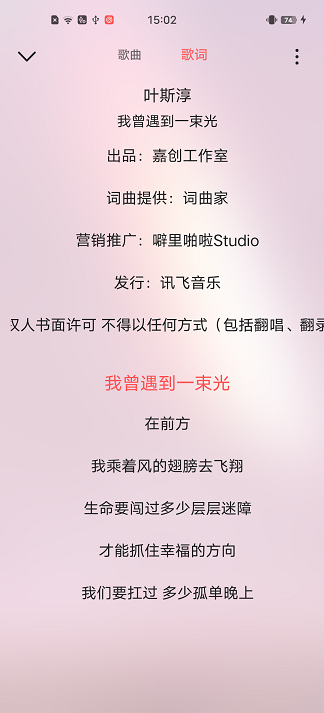 15:02
74
歌曲 歌词
叶斯淳
我曾遇到一束光
出品：嘉创工作室
词曲提供：词曲家
营销推广：噼里啪啦Studio
发行：讯飞音乐
人书面许可 不得以任何方式（包括翻唱、翻录
我曾遇到一束光
在前方
我乘着风的翅膀去飞翔
生命要闯过多少层层迷障
才能抓住幸福的方向
我们要扛过 多少孤单晚上